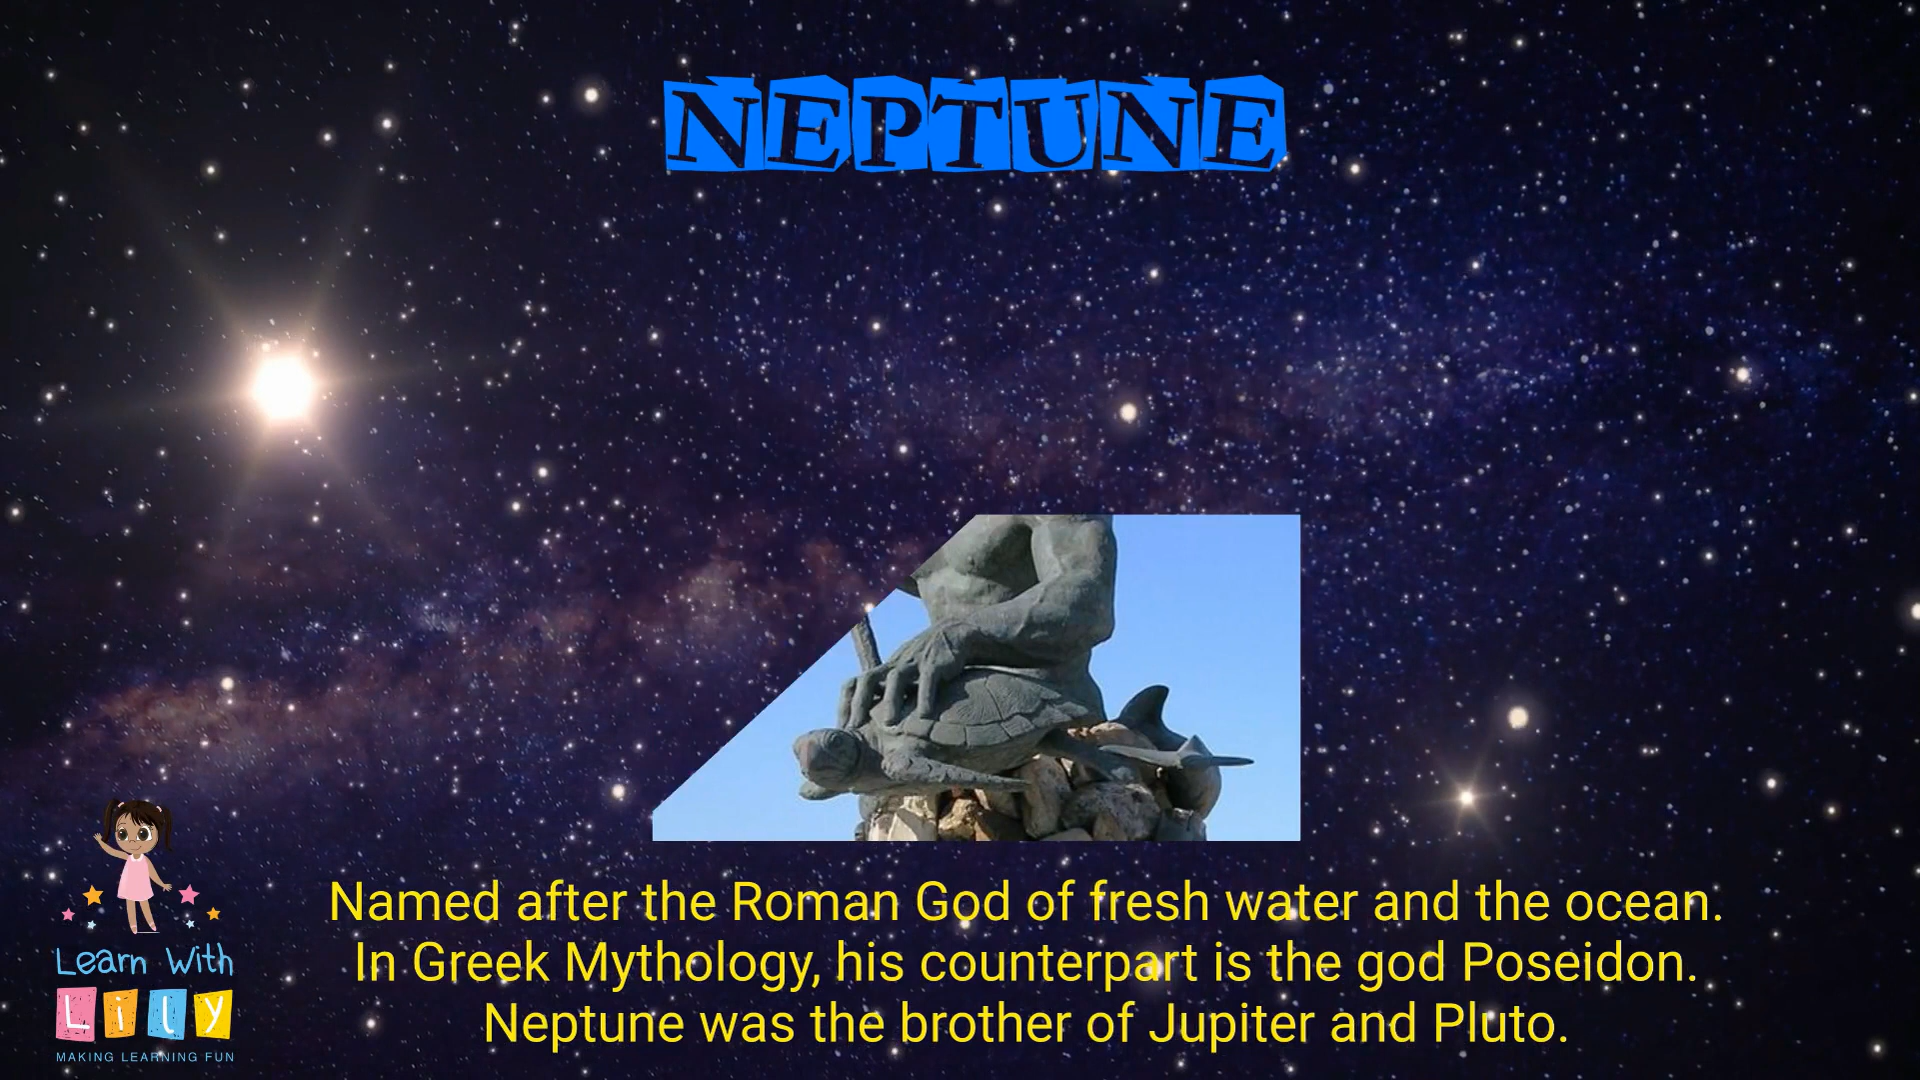 NEPTUNE
Named after the Roman God of fresh water and the ocean.
In Greek Mythology, his counterpart is the god Poseidon.
Neptune was the brother of Jupiter and Pluto.
Learn With
Lily
MAKING LEARNING FUN